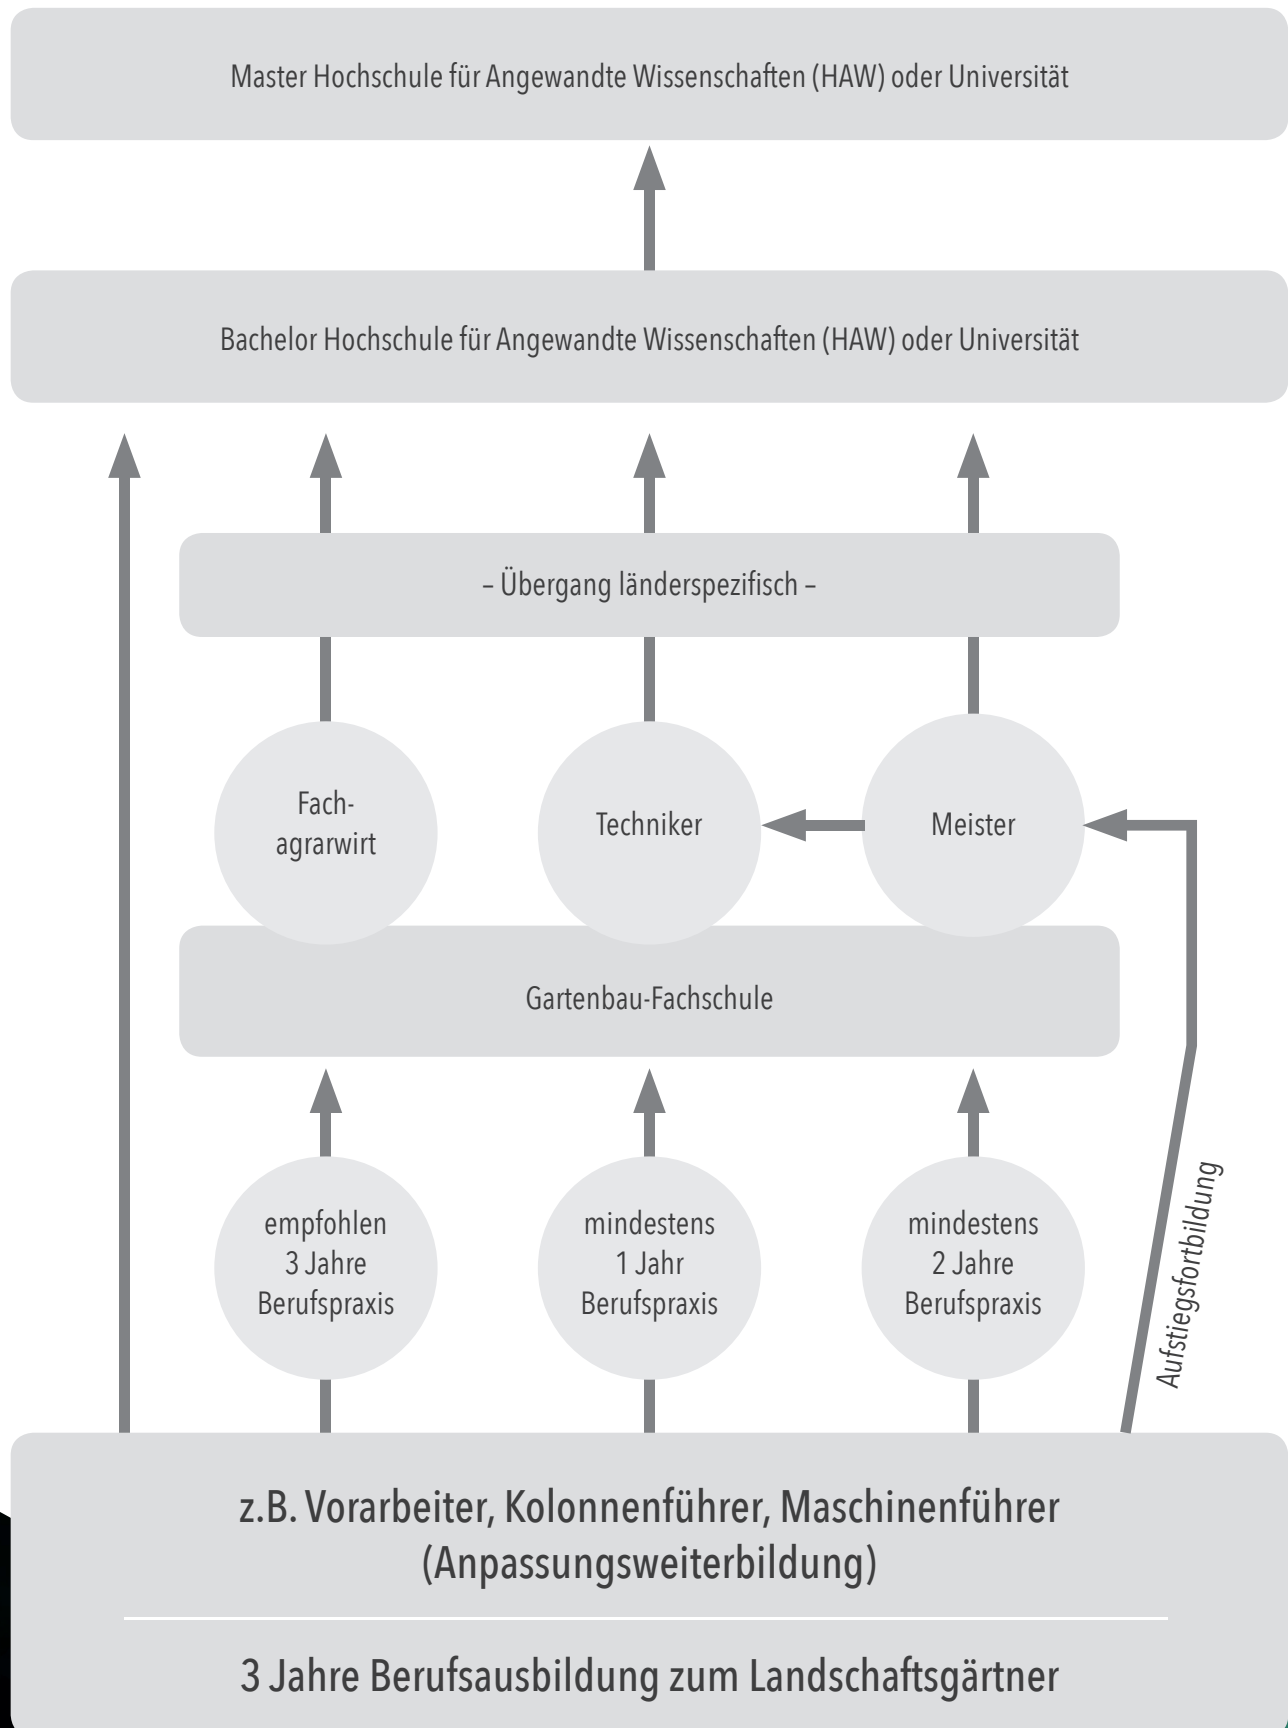 Master Hochschule für Angewandte Wissenschaften (HAW) oder Universität
Bachelor Hochschule für Angewandte Wissenschaften (HAW) oder Universität
– Übergang länderspezifisch –
Fach-
agrarwirt
Techniker
Meister
Gartenbau-Fachschule
empfohlen
3 Jahre
Berufspraxis
mindestens
1 Jahr
Berufspraxis
mindestens
2 Jahre
Berufspraxis
Aufstiegsfortbildung
z.B. Vorarbeiter, Kolonnenführer, Maschinenführer
(Anpassungsweiterbildung)
3 Jahre Berufsausbildung zum Landschaftsgärtner